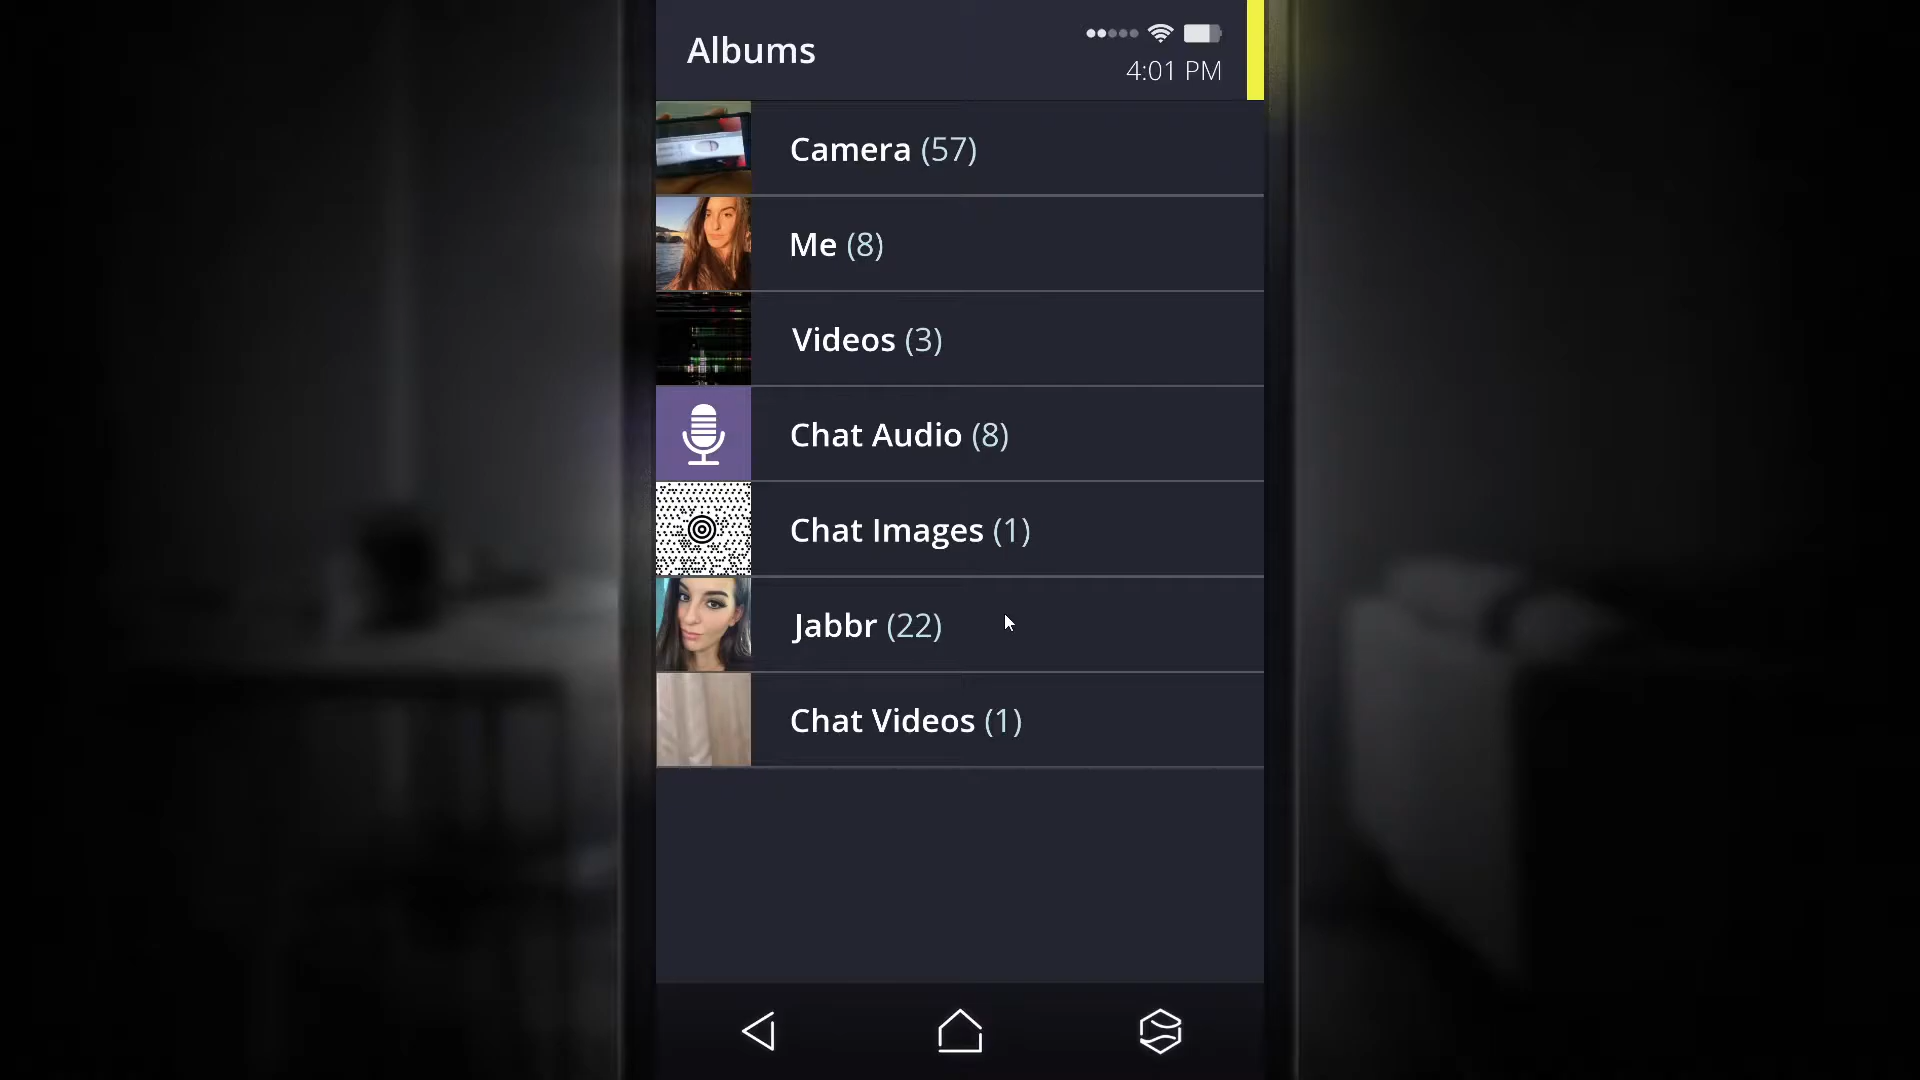 Albums
4:01 PM
Camera (57)
Me (8)
Videos (3)
Chat Audio (8)
Chat Images (1)
Jabbr (22)
Chat Videos (1)